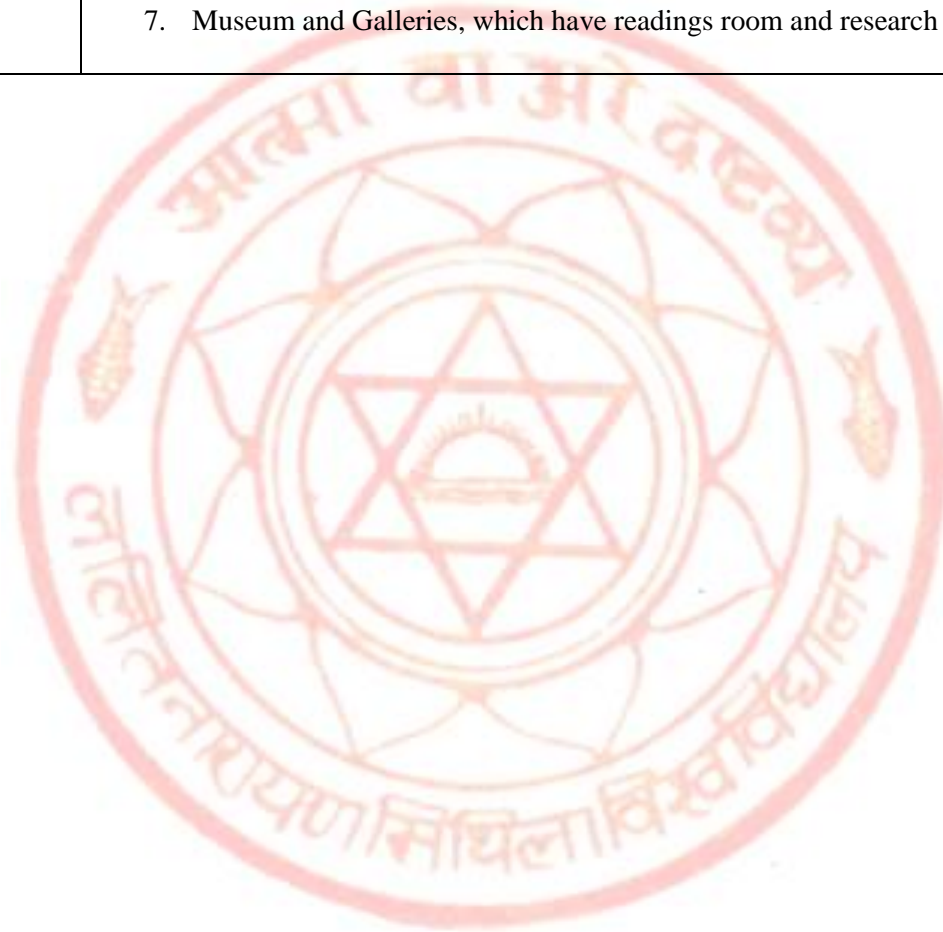 7. Museum and Galleries, which have readings room and research
आत्मा वा अरे द्रष्टव्य
ललितनारायण मिथिला विश्वविद्यालय